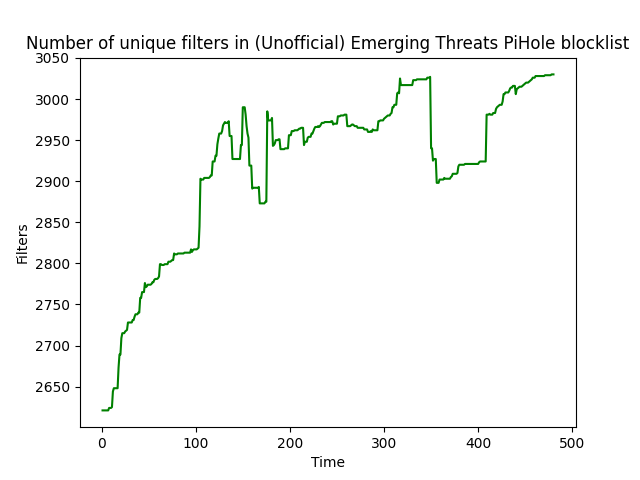 Number of unique filters in (Unofficial) Emerging Threats PiHole blocklist
3050
3000
2950
2900
2850
2800
2750
2700
2650
Filters
0 100 200 300 400 500
Time